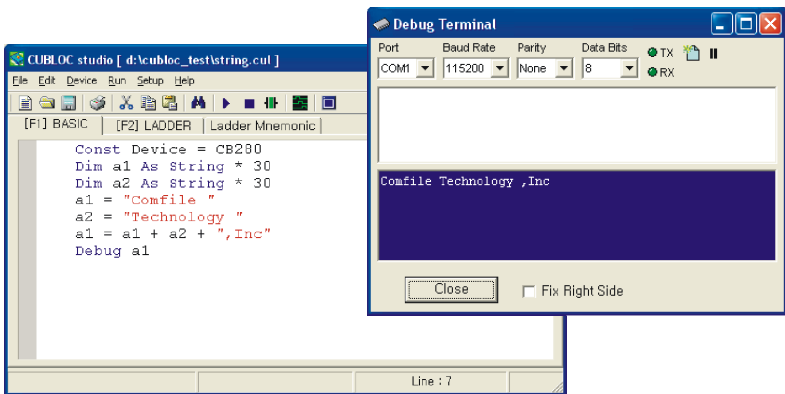 CUBLOC studio [ d:\cubloc_test\string.cul ]
File Edit Device Run Setup Help
[F1] BASIC [F2] LADDER Ladder Mnemonic
Const Device = CB280
Dim a1 As String * 30
Dim a2 As String * 30
a1 = "Comfile "
a2 = "Technology "
a1 = a1 + a2 + ",Inc"
Debug a1
Line : 7
Debug Terminal
Port Baud Rate Parity Data Bits
TX
COM1 115200 None 8
RX
Comfile Technology ,Inc
Close Fix Right Side